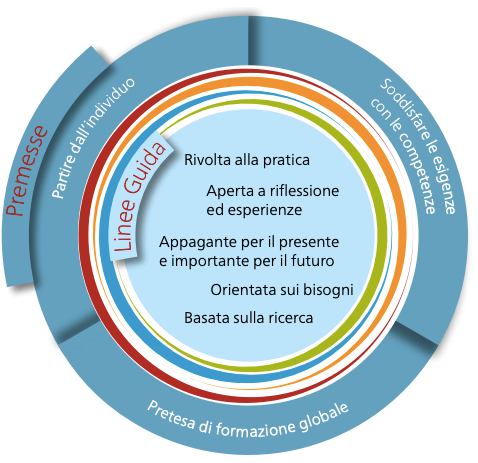 Premesse
Partire dall'individuo
Soddisfare le esigenze
con le competenze
Linee Guida
Rivolta alla pratica
Aperta a riflessione
ed esperienze
Appagante per il presente
e importante per il futuro
Orientata sui bisogni
Basata sulla ricerca
Pretesa di formazione globale